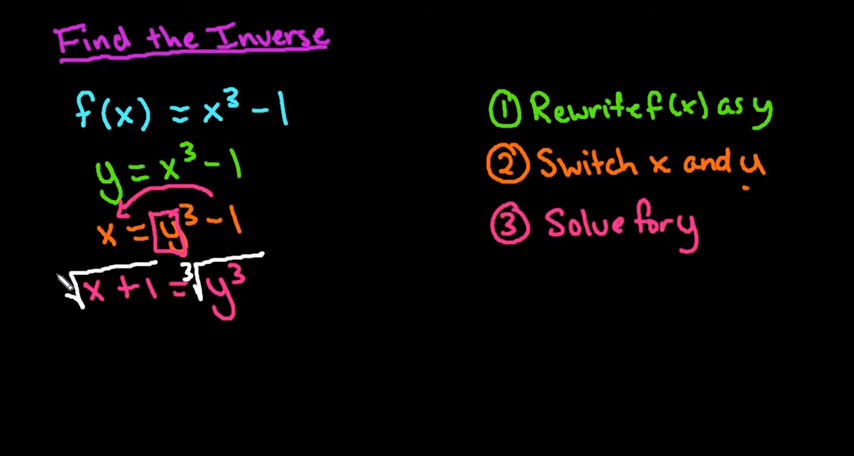 Find the Inverse
f(x) = x³ - 1
y = x³ - 1
x = y³ - 1
√x + 1 = ³√y³
① Rewrite f(x) as y
② Switch x and y
③ Solve for y